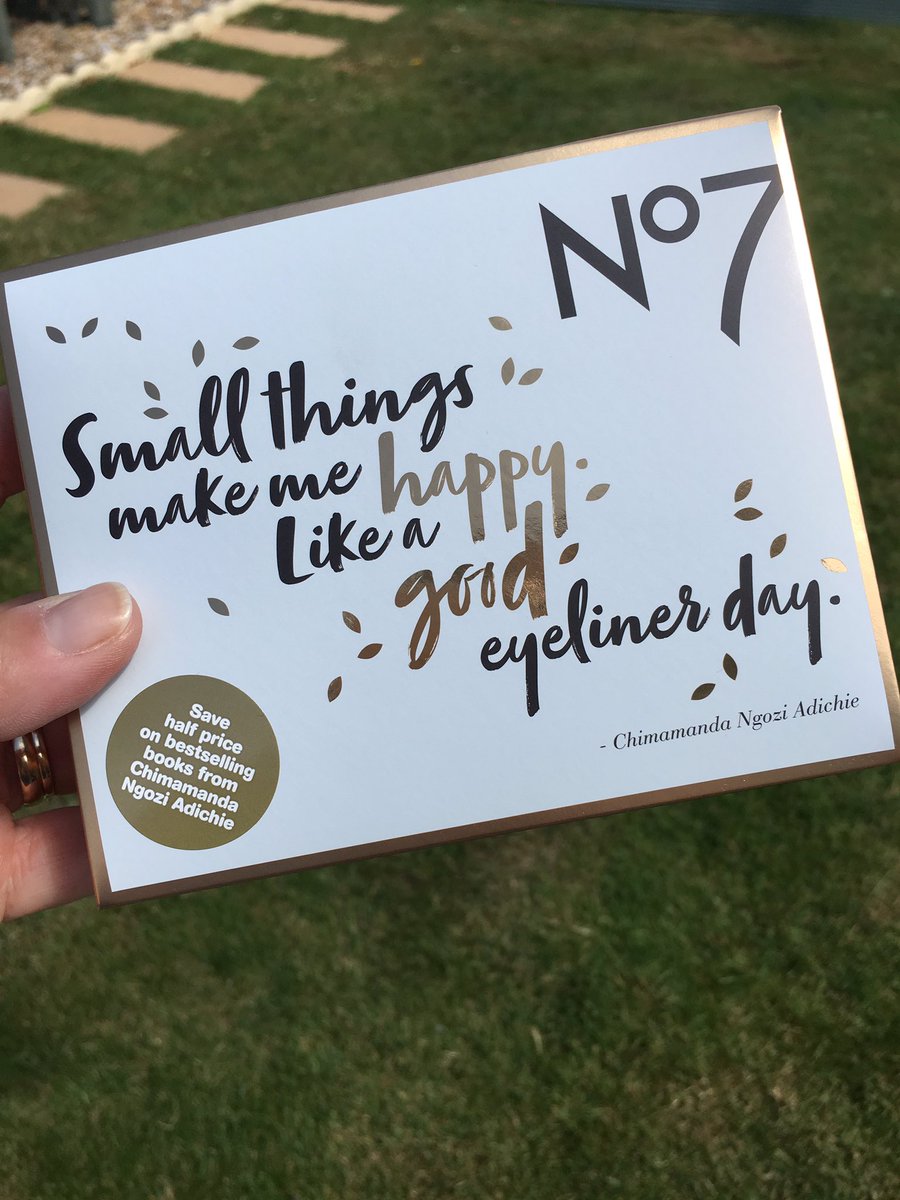 No7
Small things
make me happy.
Like a
good
eyeliner day.
- Chimamanda Ngozi Adichie
Save
half price
on bestselling
books from
Chimamanda
Ngozi Adichie